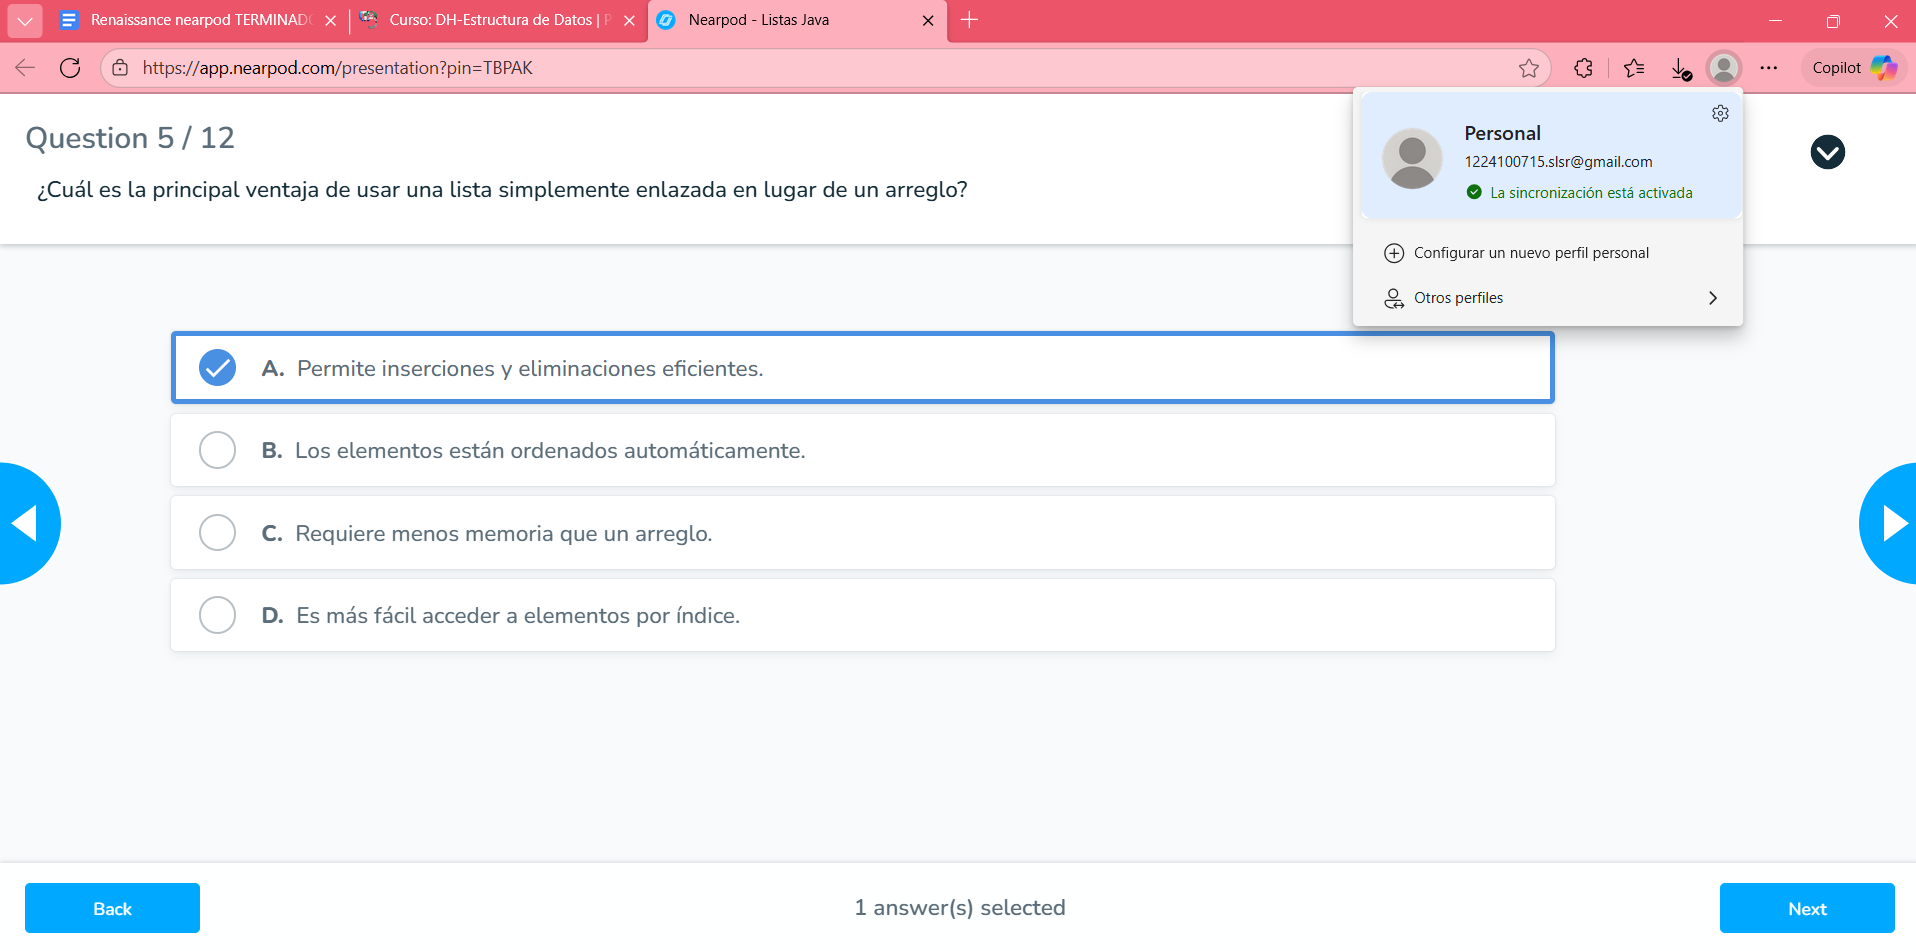 Renaissance nearpod TERMINADO
Curso: DH-Estructura de Datos | P
Nearpod - Listas Java
https://app.nearpod.com/presentation?pin=TBPAK
Copilot
Question 5 / 12
¿Cuál es la principal ventaja de usar una lista simplemente enlazada en lugar de un arreglo?
Personal
1224100715.slsr@gmail.com
La sincronización está activada
Configurar un nuevo perfil personal
Otros perfiles
A. Permite inserciones y eliminaciones eficientes.
B. Los elementos están ordenados automáticamente.
C. Requiere menos memoria que un arreglo.
D. Es más fácil acceder a elementos por índice.
Back
1 answer(s) selected
Next